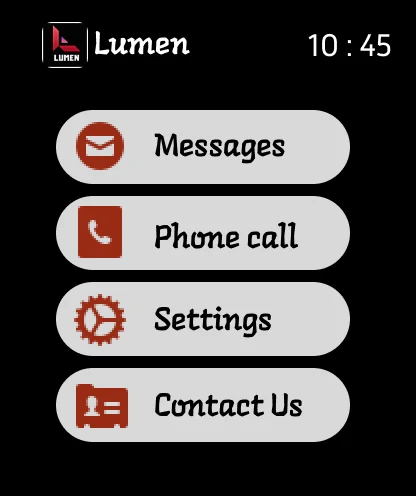 LUMEN
Lumen
10 : 45
Messages
Phone call
Settings
Contact Us